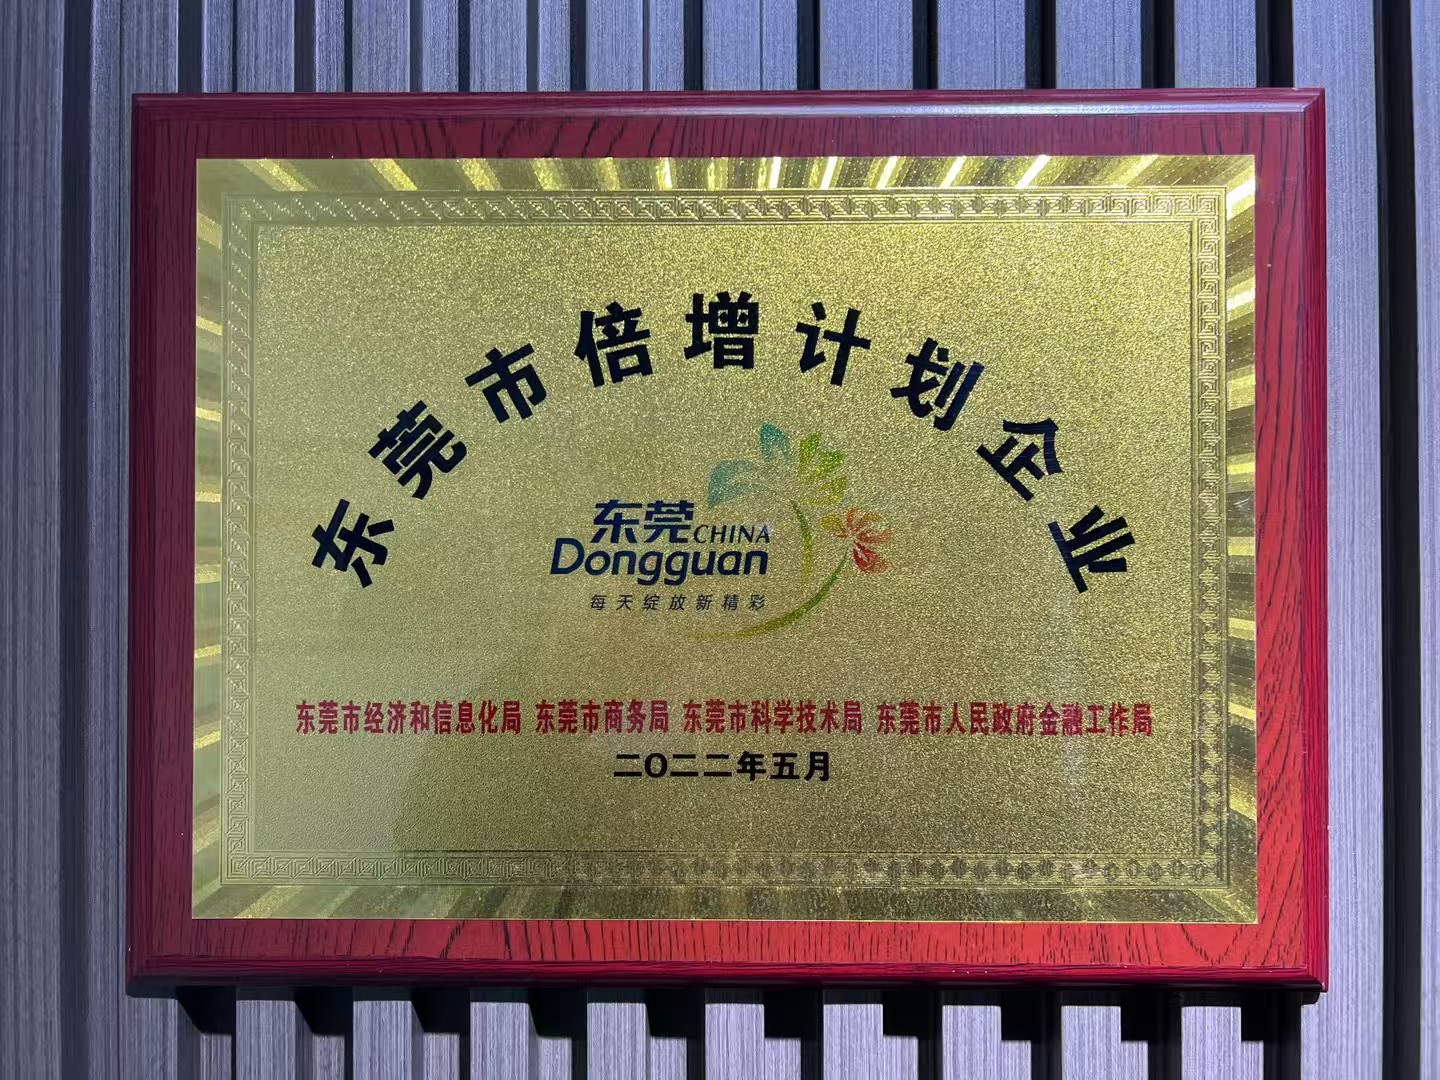 东莞市倍增计划企业
东莞CHINA
Dongguan
每天绽放新精彩
东莞市经济和信息化局 东莞市商务局 东莞市科学技术局 东莞市人民政府金融工作局
二〇二二年五月